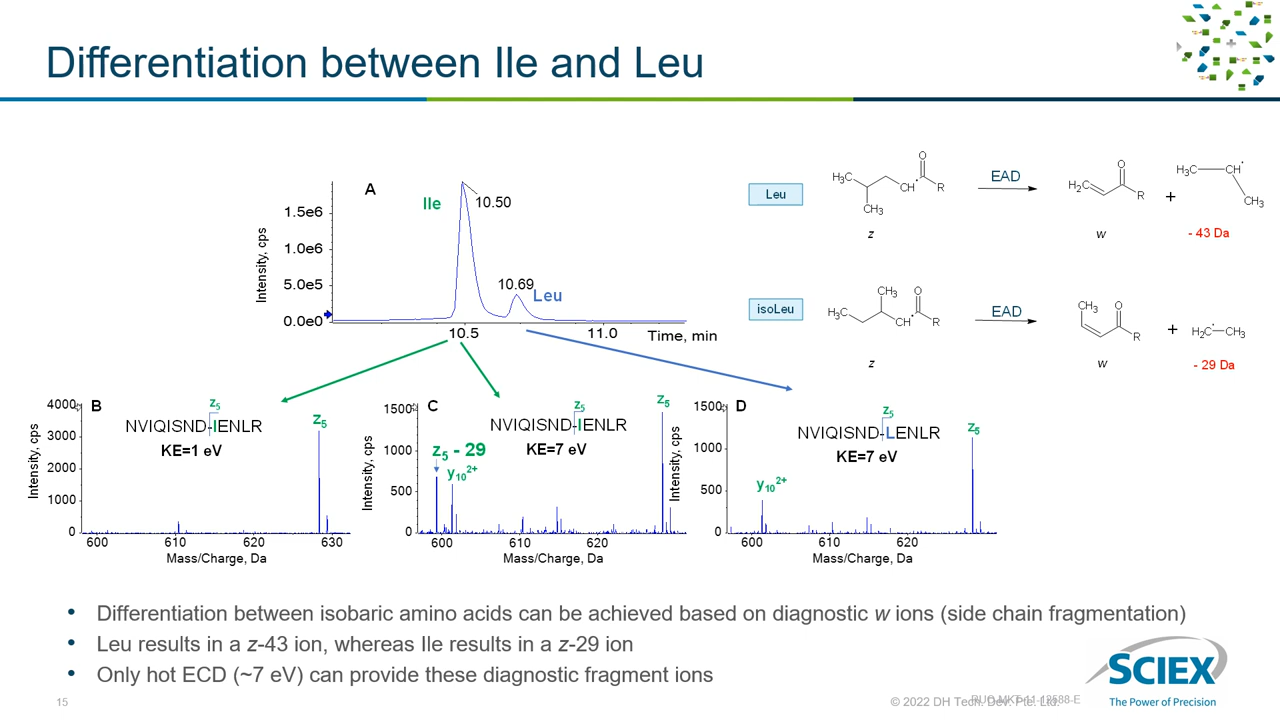 Differentiation between Ile and Leu
A
Ile
10.50
10.69
Leu
1.5e6
1.0e6
5.0e5
0.0e0
Intensity, cps
10.5
11.0
Time, min
Leu
H₃C
CH₃
CH
O
R
z
EAD
H₂C
O
R
w
+
H₃C
CH
CH₃
- 43 Da
isoLeu
H₃C
CH₃
CH
O
R
z
EAD
CH₃
O
R
w
+
H₂C
CH₃
- 29 Da
B
z₅
NVIQISND-IENLR
KE=1 eV
z₅
4000
3000
2000
1000
0
Intensity, cps
600
610
620
630
Mass/Charge, Da
C
z₅
NVIQISND-IENLR
KE=7 eV
z₅
z₅ - 29
y₁₀²⁺
1500
1000
500
0
Intensity, cps
600
610
620
Mass/Charge, Da
D
z₅
NVIQISND-LENLR
KE=7 eV
z₅
y₁₀²⁺
1500
1000
500
0
Intensity, cps
600
610
620
Mass/Charge, Da
• Differentiation between isobaric amino acids can be achieved based on diagnostic w ions (side chain fragmentation)
• Leu results in a z-43 ion, whereas Ile results in a z-29 ion
• Only hot ECD (~7 eV) can provide these diagnostic fragment ions
SCIEX
The Power of Precision
15
© 2022 DH Tech. Dev. Pte. Ltd.